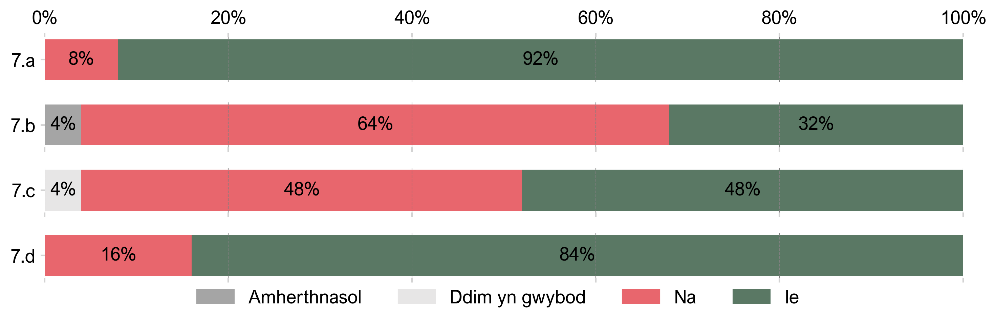 0% 20% 40% 60% 80% 100%
7.a 8% 92%
7.b 4% 64% 32%
7.c 4% 48% 48%
7.d 16% 84%
Amherthnasol Ddim yn gwybod Na Ie